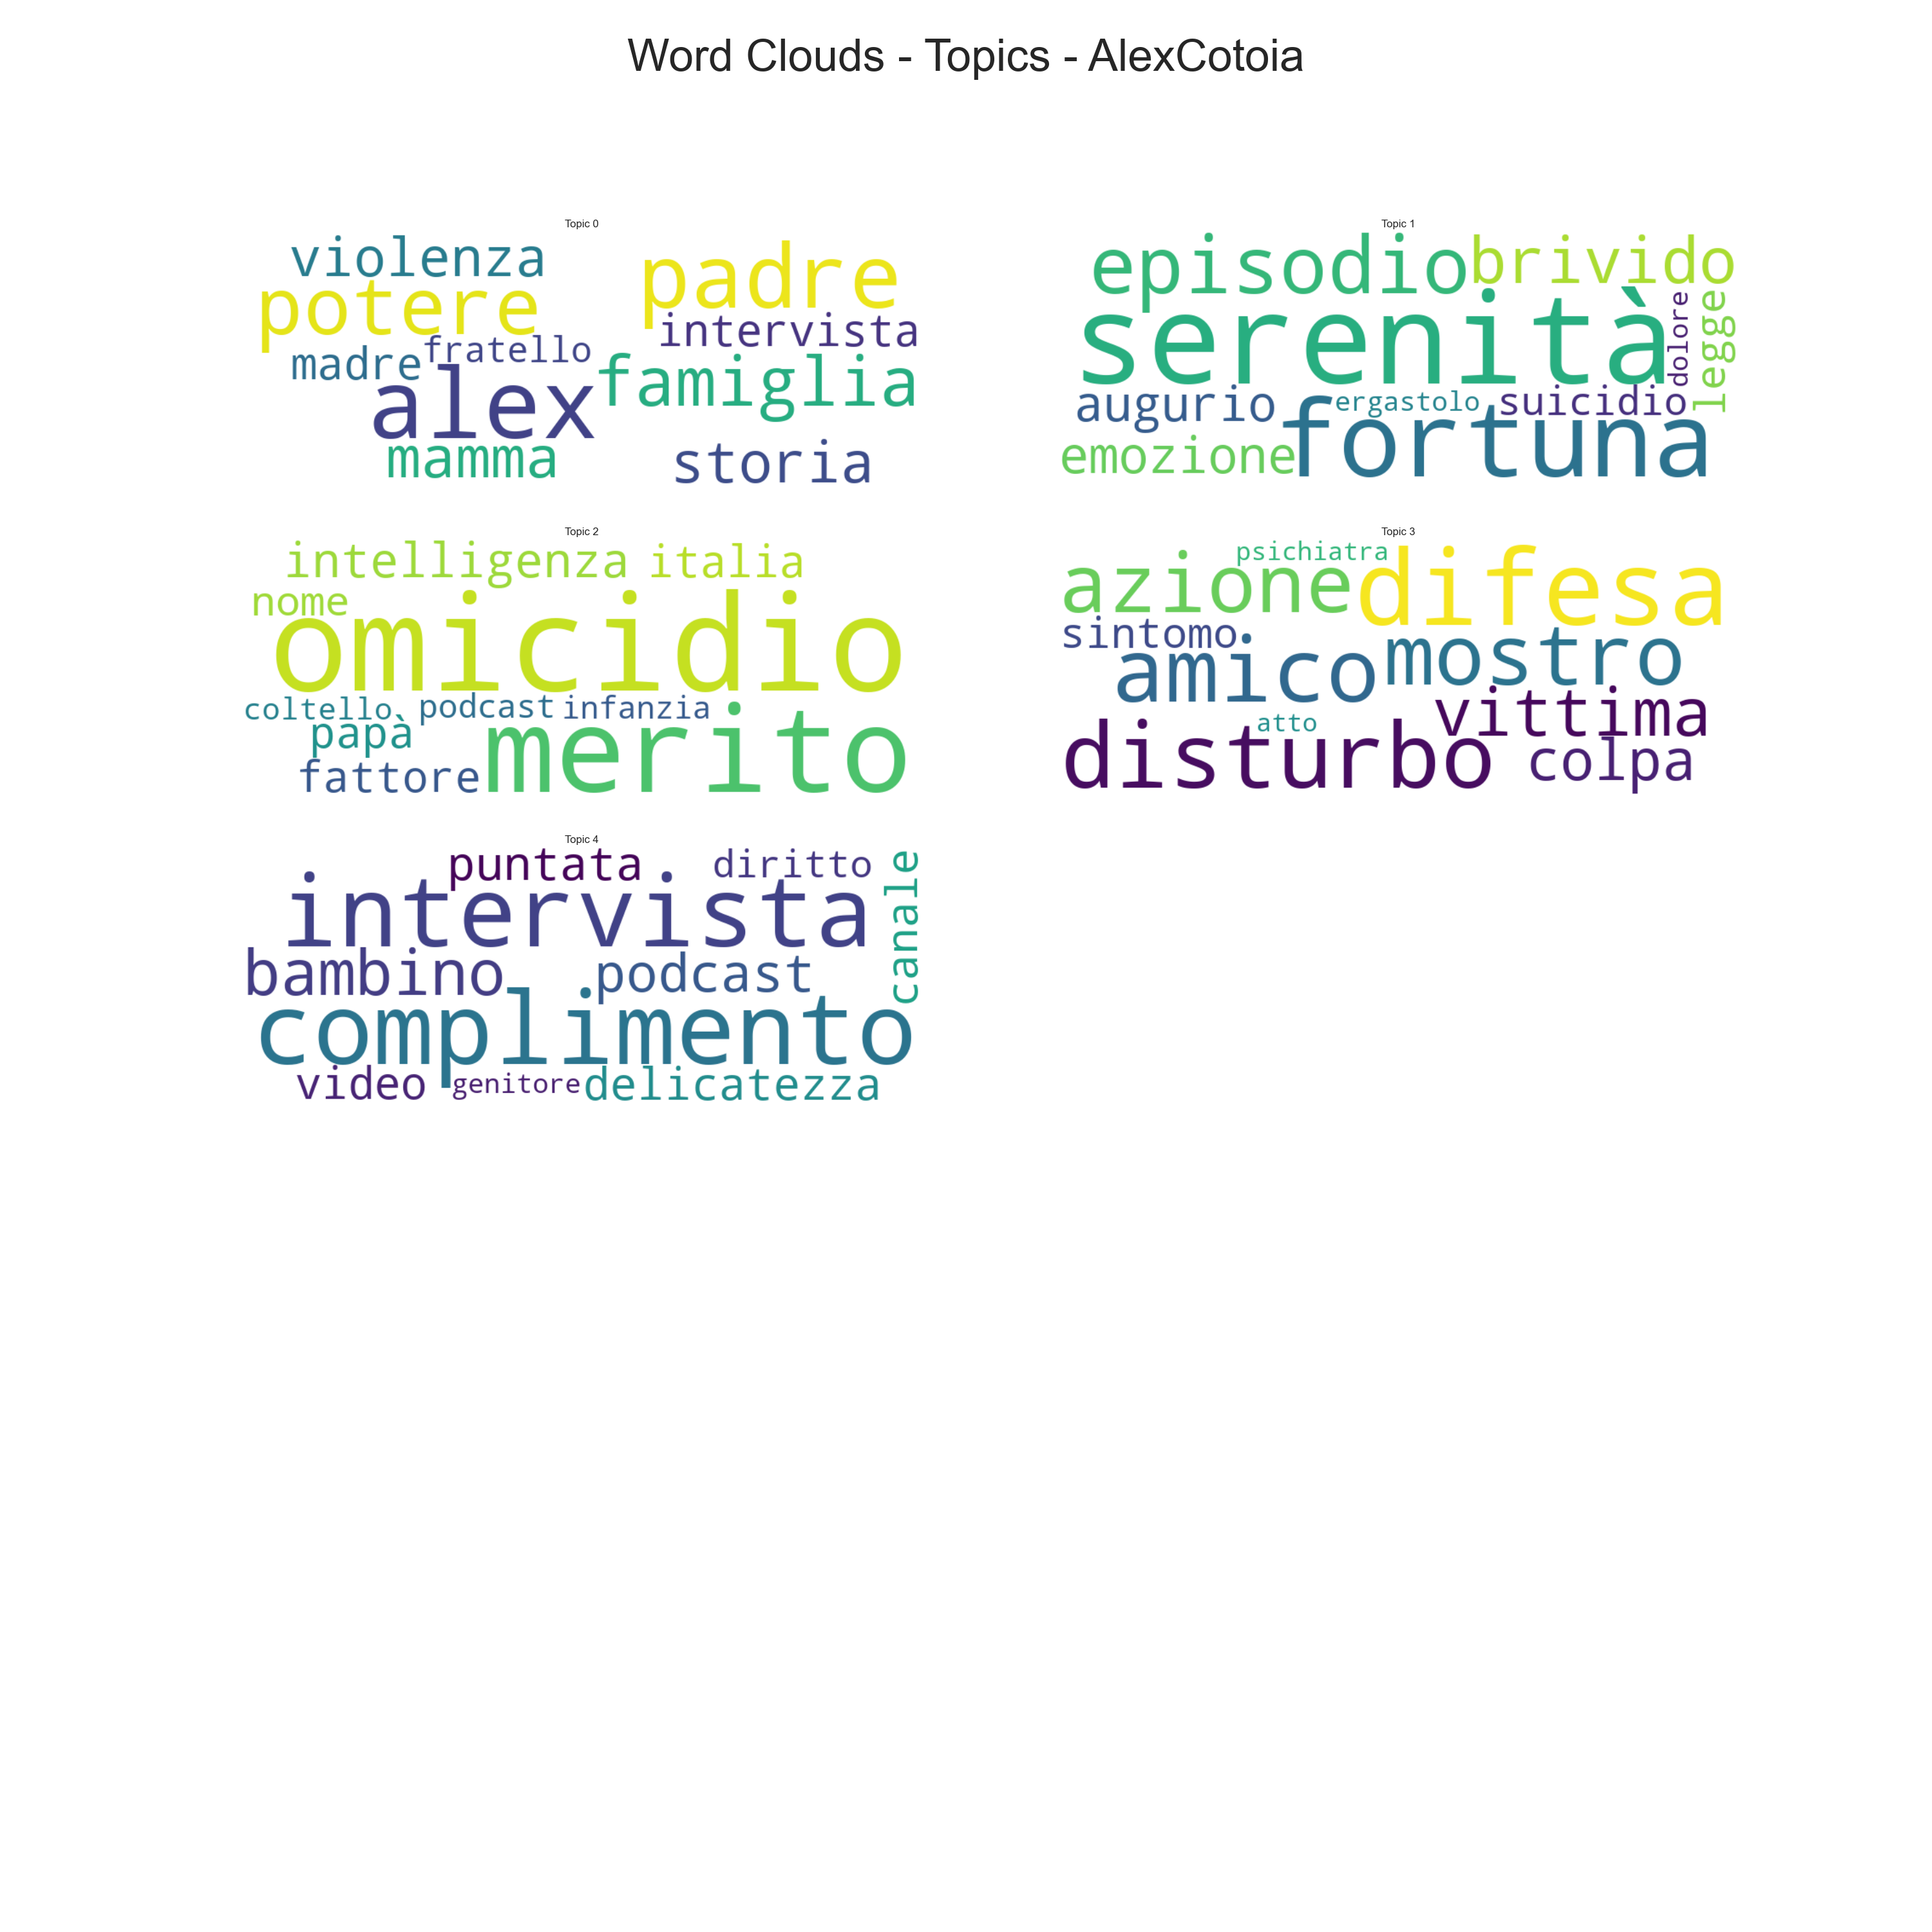 Word Clouds - Topics - AlexCotoia
Topic 0
violenza
padre
potere
intervista
fratello
madre
famiglia
alex
mamma
storia
Topic 1
episodio
brivido
serenità
dolore
legge
augurio
ergastolo
suicidio
emozione
fortuna
Topic 2
intelligenza
italia
nome
omicidio
coltello
podcast
infanzia
papà
merito
fattore
Topic 3
psichiatra
azione
difesa
sintomo
amico
mostro
vittima
atto
disturbo
colpa
Topic 4
puntata
diritto
canale
intervista
bambino
podcast
complimento
video
genitore
delicatezza